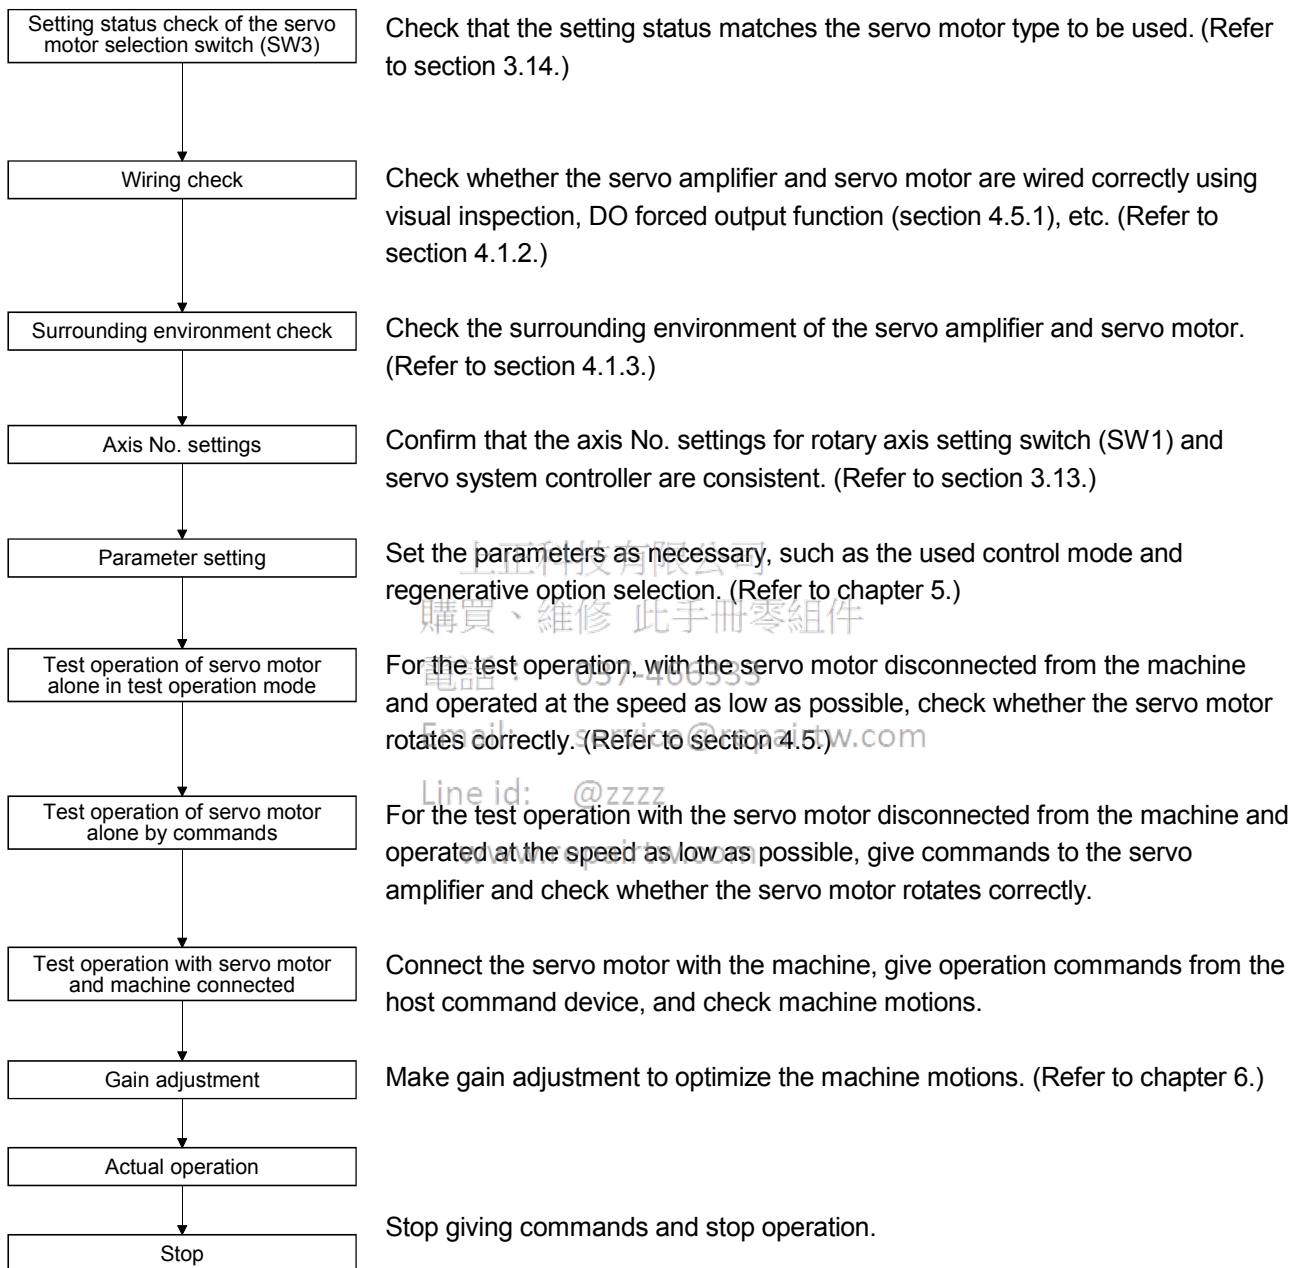 Setting status check of the servo
motor selection switch (SW3)
Check that the setting status matches the servo motor type to be used. (Refer
to section 3.14.)
Wiring check
Check whether the servo amplifier and servo motor are wired correctly using
visual inspection, DO forced output function (section 4.5.1), etc. (Refer to
section 4.1.2.)
Surrounding environment check
Check the surrounding environment of the servo amplifier and servo motor.
(Refer to section 4.1.3.)
Axis No. settings
Confirm that the axis No. settings for rotary axis setting switch (SW1) and
servo system controller are consistent. (Refer to section 3.13.)
Parameter setting
Set the parameters as necessary, such as the used control mode and
regenerative option selection. (Refer to chapter 5.)
上正科技有限公司
購買、維修 此手冊零組件
Test operation of servo motor
alone in test operation mode
For the test operation, with the servo motor disconnected from the machine
and operated at the speed as low as possible, check whether the servo motor
rotates correctly. (Refer to section 4.5.)
電話： 037-466333
Email: service@repairtw.com
Line id: @zzzz
Test operation of servo motor
alone by commands
For the test operation with the servo motor disconnected from the machine and
operated at the speed as low as possible, give commands to the servo
amplifier and check whether the servo motor rotates correctly.
www.repairtw.com
Test operation with servo motor
and machine connected
Connect the servo motor with the machine, give operation commands from the
host command device, and check machine motions.
Gain adjustment
Make gain adjustment to optimize the machine motions. (Refer to chapter 6.)
Actual operation
Stop
Stop giving commands and stop operation.